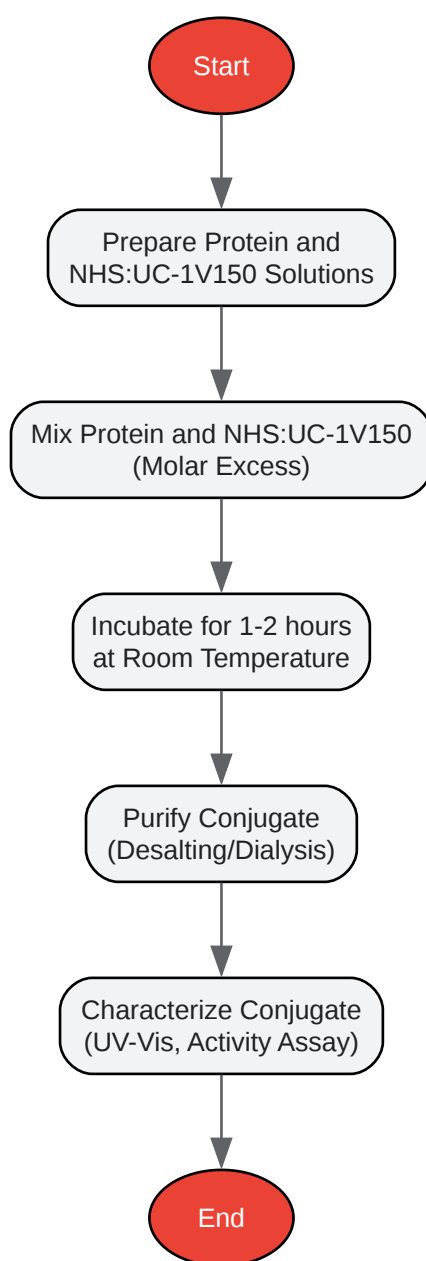 Start
Prepare Protein and
NHS:UC-1V150 Solutions
Mix Protein and NHS:UC-1V150
(Molar Excess)
Incubate for 1-2 hours
at Room Temperature
Purify Conjugate
(Desalting/Dialysis)
Characterize Conjugate
(UV-Vis, Activity Assay)
End